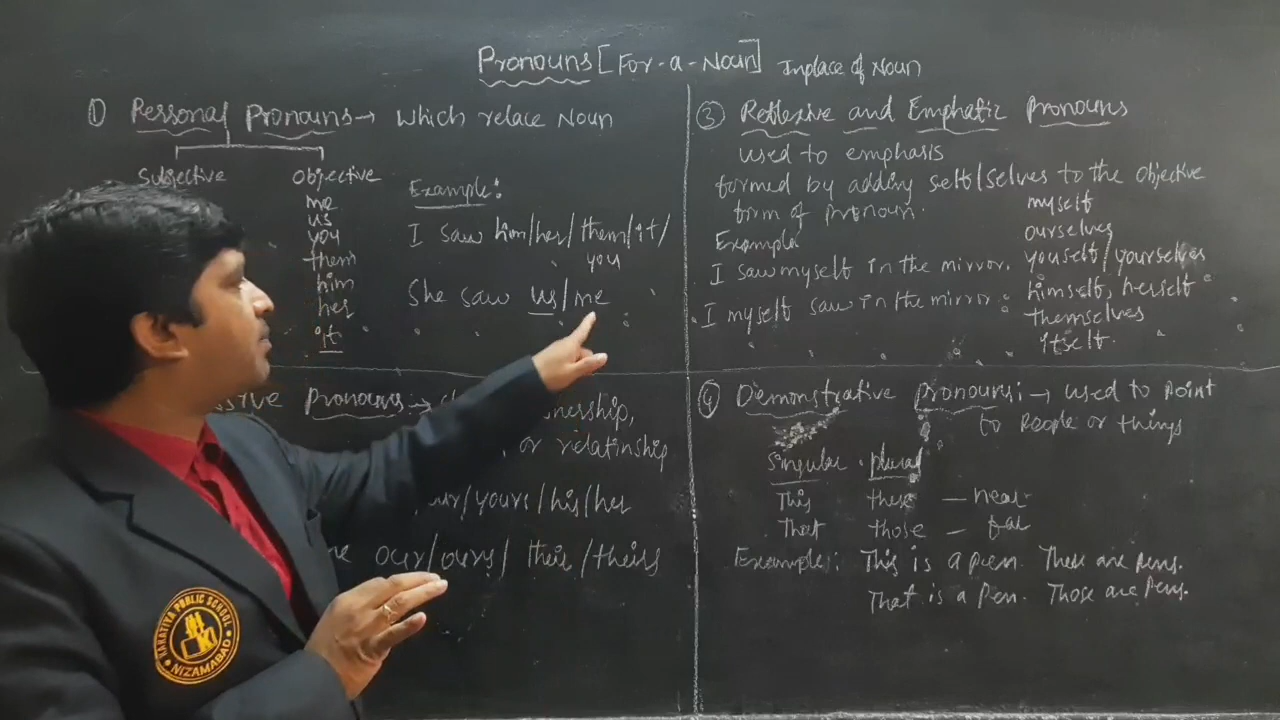 Pronouns [For-a-Noun] Inplace of Noun
① Personal Pronouns → which relace Noun
Subjective Objective
me
us
you
them
him
her
it
Example:
I saw him/her/them/it/
you
She saw us/me
Pronouns →
or relatinship
/yours/his/her
our/ours/ their/theirs
③ Reflexive and Emphatic Pronouns
used to emphasis
formed by adding self/selves to the objective
form of pronoun.
Example:
I saw myself in the mirror.
I myself saw in the mirror
myself
ourselves
youself/yourselves
himself, herself
themselves
itself.
④ Demonstrative pronouns: → used to point
to people or things
Singular plural
This these — near
That those — far
Examples: This is a pen. These are pens.
That is a pen. Those are pens.
KAKATIYA PUBLIC SCHOOL
NIZAMABAD